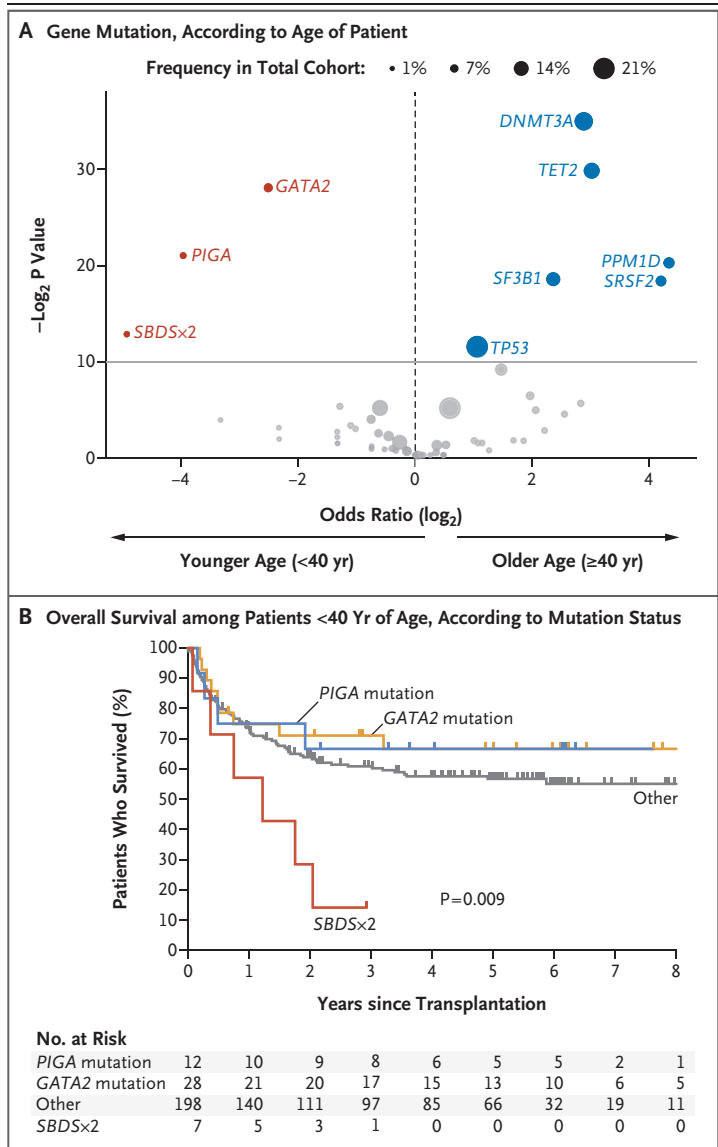 A Gene Mutation, According to Age of Patient
Frequency in Total Cohort: 1% 7% 14% 21%
−Log2 P Value
30
20
10
0
DNMT3A
TET2
GATA2
PIGA
PPM1D
SF3B1
SRSF2
SBDS×2
TP53
−4 −2 0 2 4
Odds Ratio (log2)
Younger Age (<40 yr) Older Age (≥40 yr)
B Overall Survival among Patients <40 Yr of Age, According to Mutation Status
Patients Who Survived (%)
100
90
80
70
60
50
40
30
20
10
0
PIGA mutation
GATA2 mutation
Other
P=0.009
SBDS×2
0 1 2 3 4 5 6 7 8
Years since Transplantation
No. at Risk
PIGA mutation 12 10 9 8 6 5 5 2 1
GATA2 mutation 28 21 20 17 15 13 10 6 5
Other 198 140 111 97 85 66 32 19 11
SBDS×2 7 5 3 1 0 0 0 0 0